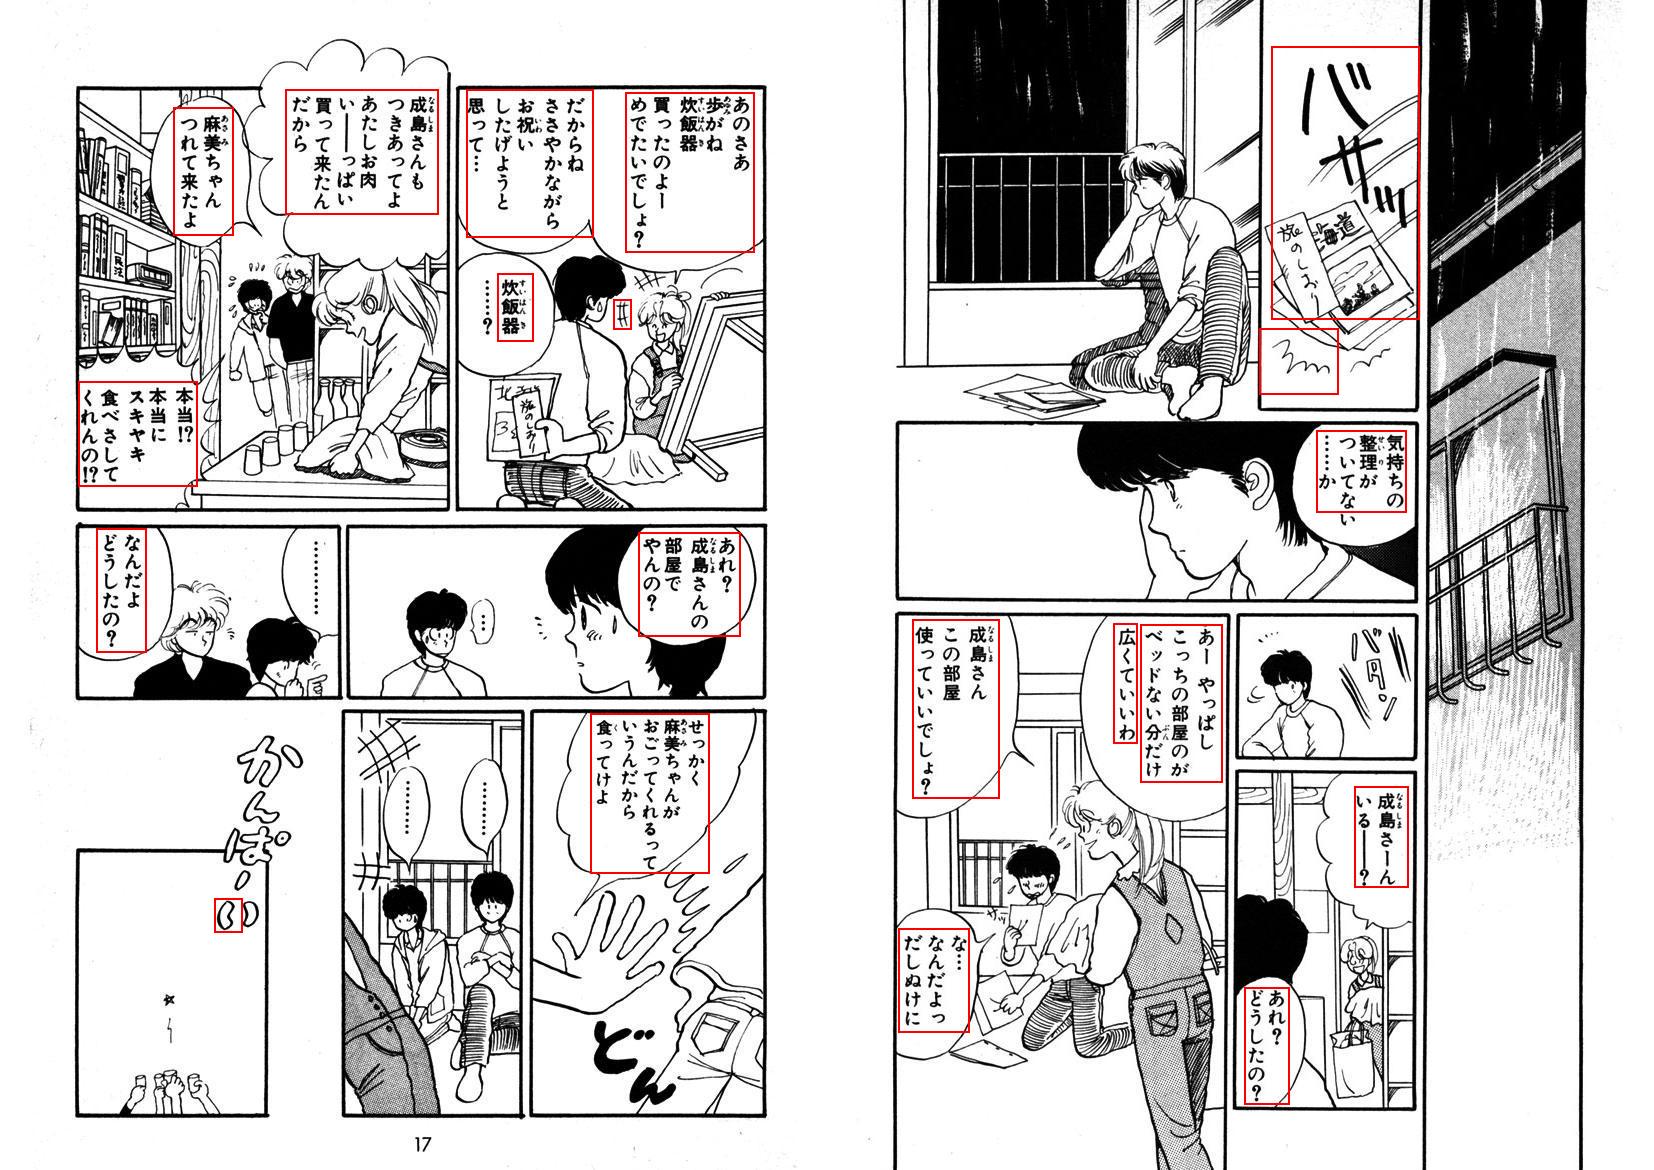 バサッ
海道
旅の
しおり
気持ちの
整理が
ついてない
……か
バタン
成島さーん
いる——？
あれ？
どうしたの？
あー やっぱし
こっちの部屋のが
ベッドない分だけ
広くていいわ
成島さん
この部屋
使っていいでしょ？
サッ
な…
なんだよっ
だしぬけに
あのさあ
歩がね
炊飯器
買ったのよー
めでたいでしょ？
だからね
ささやかながら
お祝い
したげようと
思って…
炊飯器
……？
北
旅のしおり
成島さんも
つきあってよ
あたしお肉
い——っぱい
買って来たん
だから
麻美ちゃん
つれて来たよ
民法
本当!?
本当に
スキヤキ
食べさして
くれんの!?
あれ？
成島さんの
部屋で
やんの？
…
………
なんだよ
どうしたの？
せっかく
麻美ちゃんが
おごってくれるって
いうんだから
食ってけよ
どん
………
………
かんぱーい
17